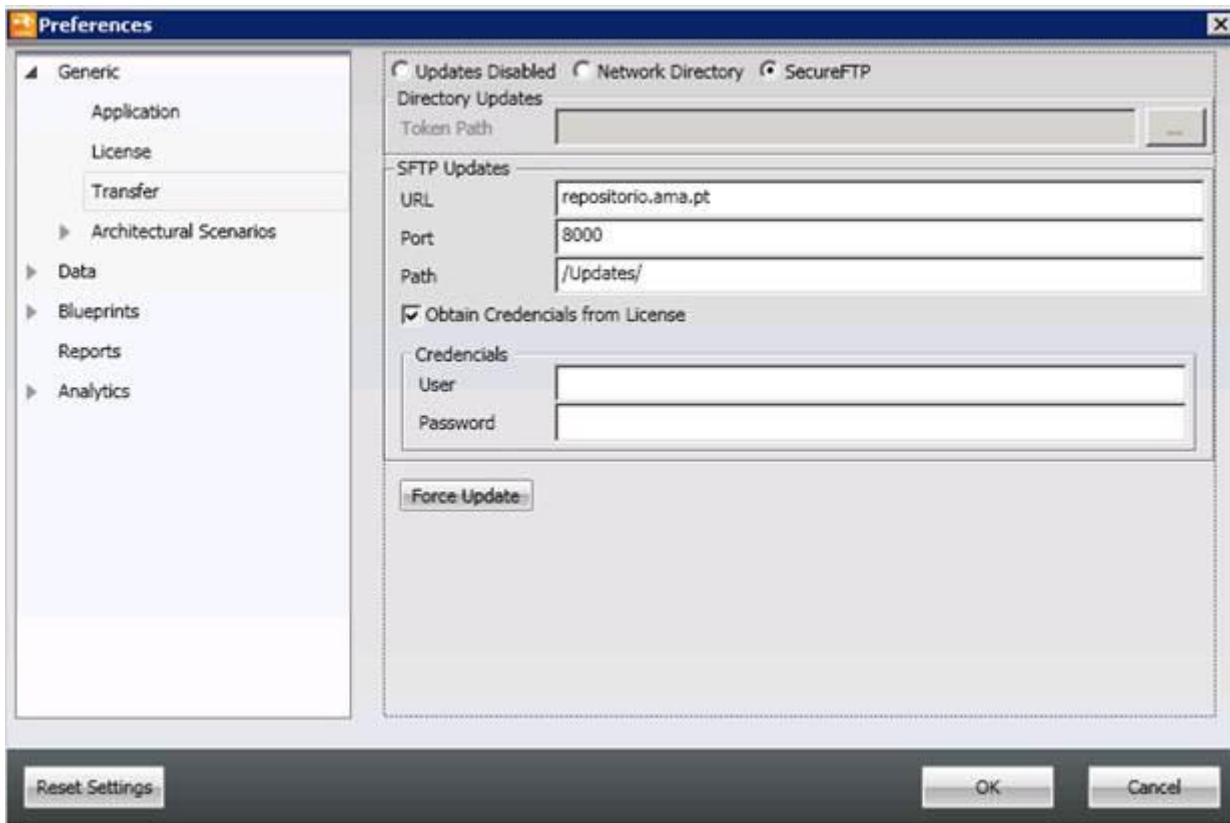 Preferences
Generic
Application
License
Transfer
Architectural Scenarios
Data
Blueprints
Reports
Analytics
Updates Disabled Network Directory SecureFTP
Directory Updates
Token Path ...
SFTP Updates
URL repositorio.ama.pt
Port 8000
Path /Updates/
Obtain Credencials from License
Credencials
User
Password
Force Update
Reset Settings OK Cancel